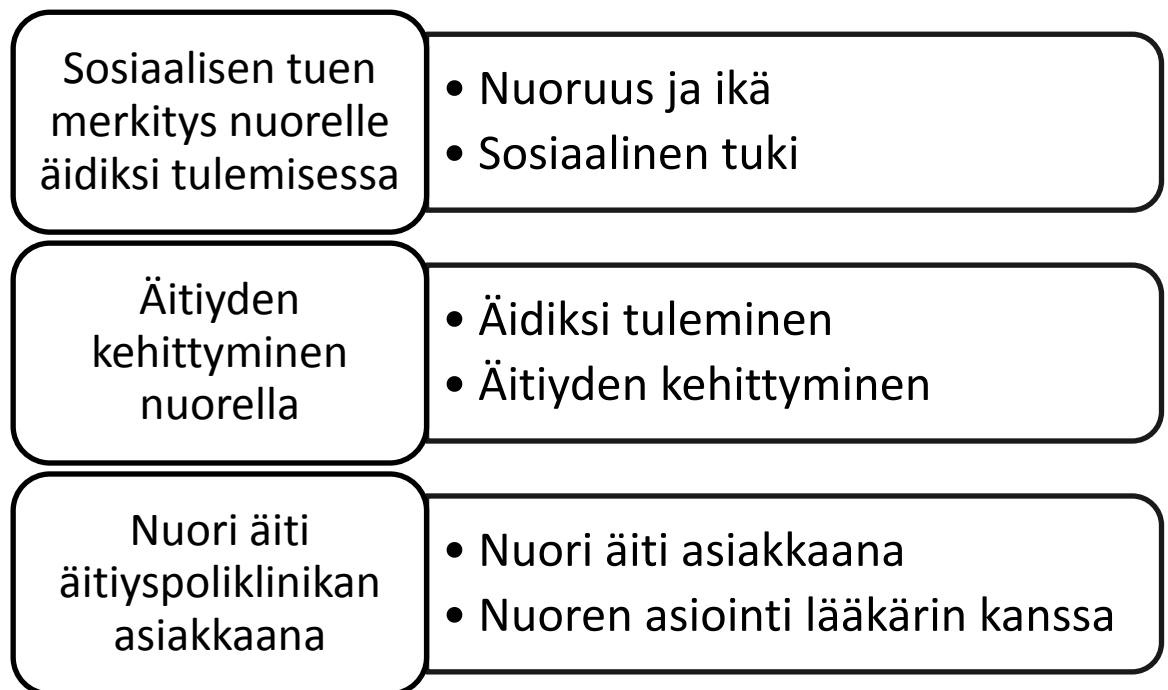 Sosiaalisen tuen
merkitys nuorelle
äidiksi tulemisessa
• Nuoruus ja ikä
• Sosiaalinen tuki
Äitiyden
kehittyminen
nuorella
• Äidiksi tuleminen
• Äitiyden kehittyminen
Nuori äiti
äitiyspoliklinikan
asiakkaana
• Nuori äiti asiakkaana
• Nuoren asiointi lääkärin kanssa